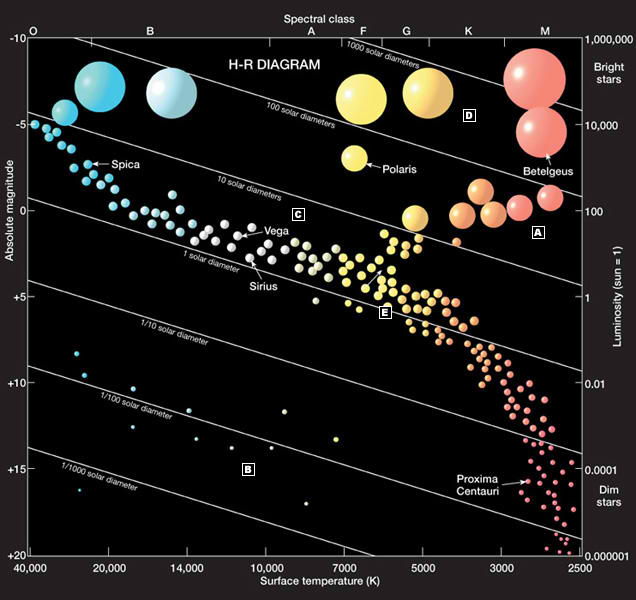 Spectral class
O B A F G K M
-10 1,000,000
H-R DIAGRAM
1000 solar diameters
Bright
stars
100 solar diameters
D
-5 10,000
Spica
Polaris
Betelgeus
10 solar diameters
0 100
C
A
Vega
1 solar diameter
Sirius
+5 1
E
1/10 solar diameter
+10 0.01
1/100 solar diameter
B
+15 0.0001
1/1000 solar diameter
Proxima
Centauri
Dim
stars
+20 0.000001
40,000 20,000 14,000 10,000 7000 5000 3500 2500
Surface temperature (K)
Absolute magnitude
Luminosity (sun = 1)